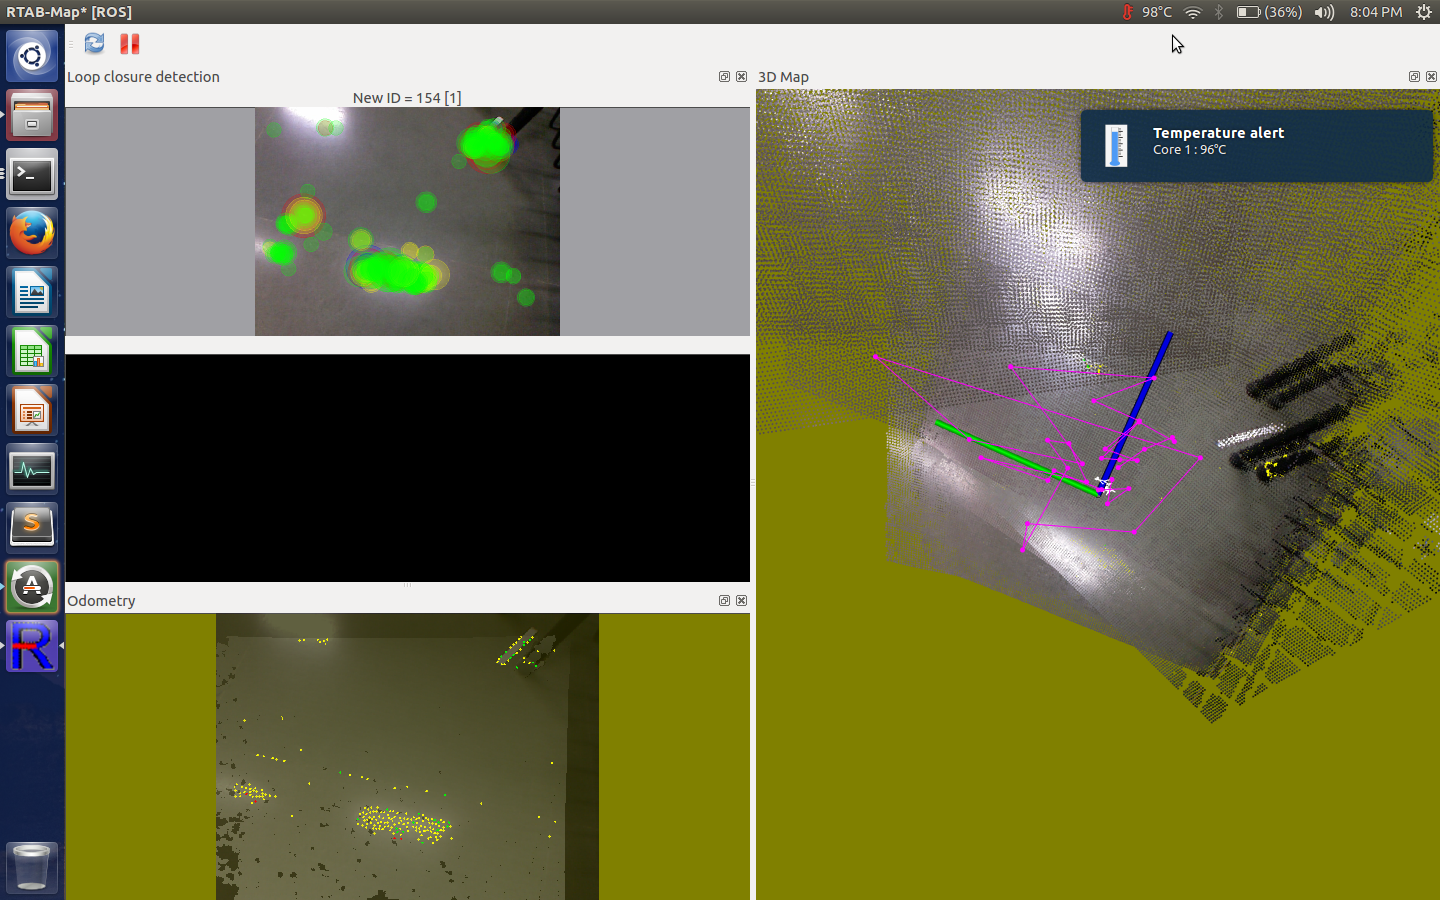 RTAB-Map* [ROS]
98°C
(36%)
8:04 PM
Loop closure detection
New ID = 154 [1]
3D Map
Temperature alert
Core 1 : 96°C
Odometry
S
A
R